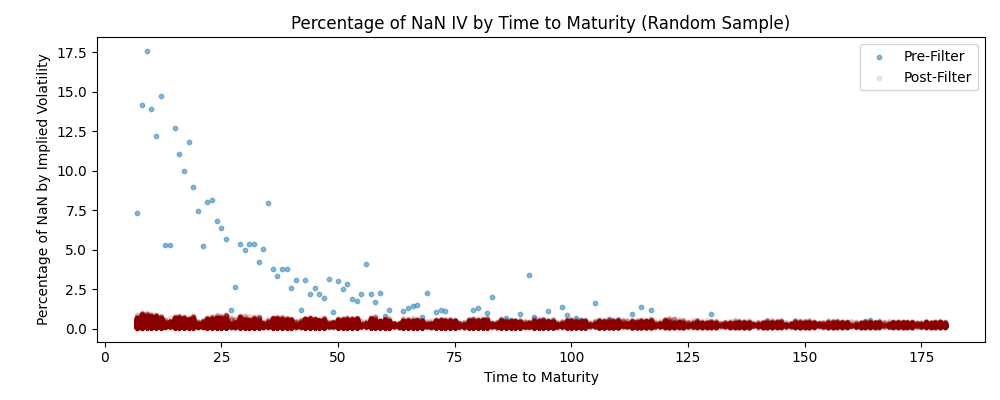 Percentage of NaN IV by Time to Maturity (Random Sample)
Percentage of NaN by Implied Volatility
17.5
15.0
12.5
10.0
7.5
5.0
2.5
0.0
Pre-Filter
Post-Filter
0 25 50 75 100 125 150 175
Time to Maturity